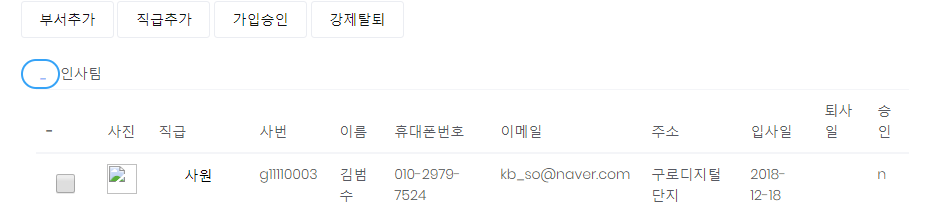 부서추가 직급추가 가입승인 강제탈퇴
_ 인사팀
- 사진 직급 사번 이름 휴대폰번호 이메일 주소 입사일 퇴사
일 승
인
사원 g11110003 김범
수 010-2979-
7524 kb_so@naver.com 구로디지털
단지 2018-
12-18 n